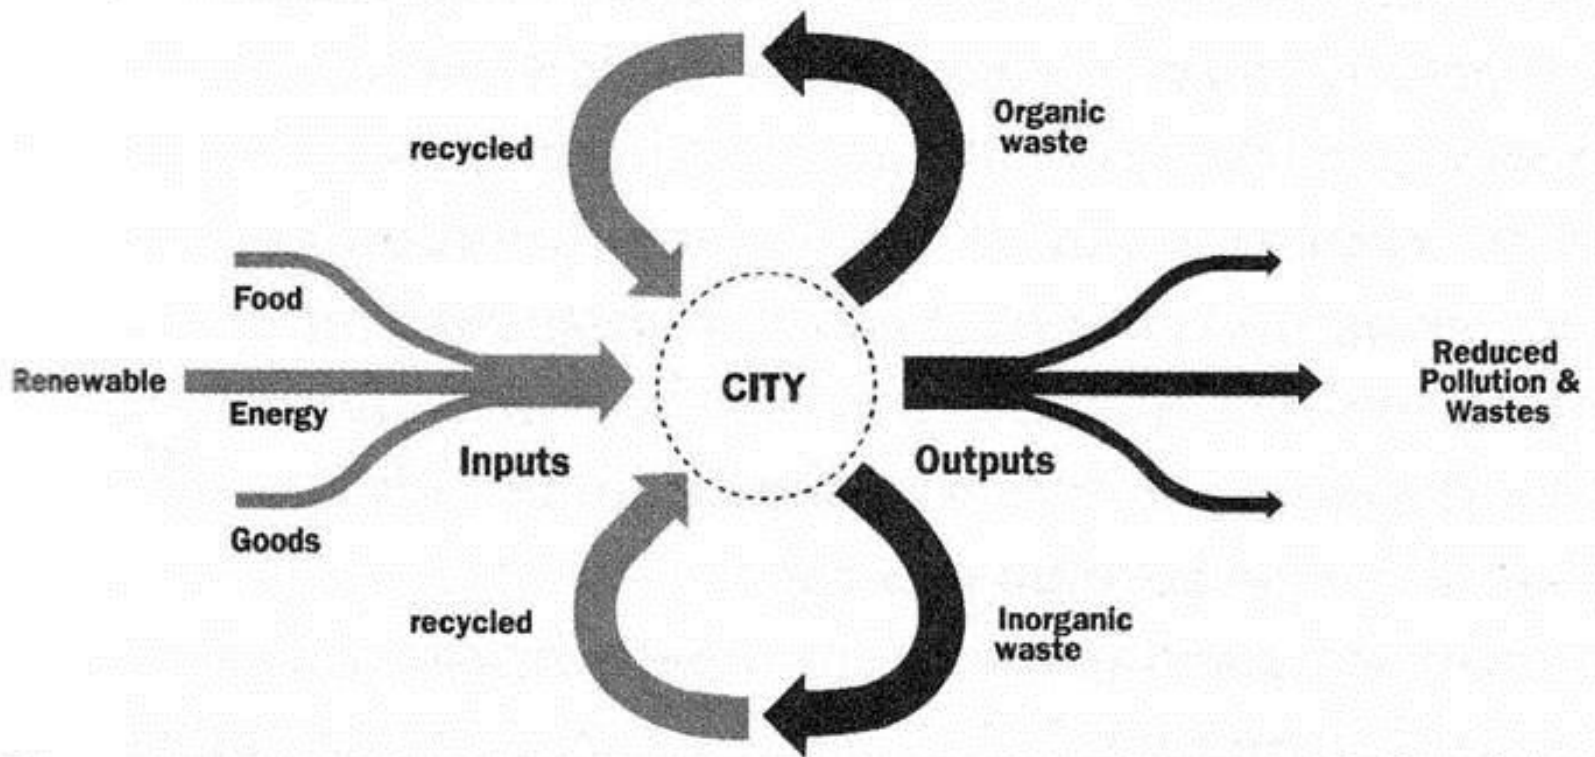 Organic
waste
recycled
Food
Renewable
Energy
CITY
Reduced
Pollution &
Wastes
Inputs
Outputs
Goods
recycled
Inorganic
waste